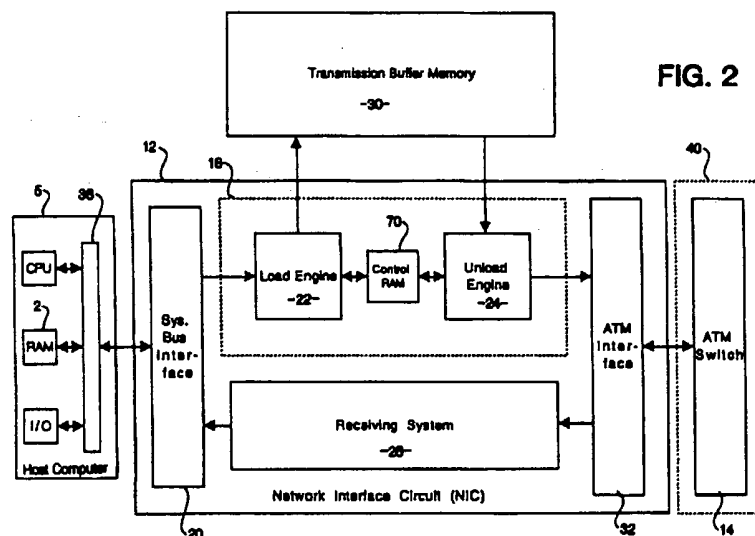 Transmission Buffer Memory
-30-
FIG. 2
12
18
40
5
36
70
CPU
2
RAM
I/O
Host Computer
Sys.
Bus
Inter-
face
Load Engine
-22-
Control
RAM
Unload
Engine
-24-
ATM
Inter-
face
ATM
Switch
Receiving System
-26-
Network Interface Circuit (NIC)
20
32
14